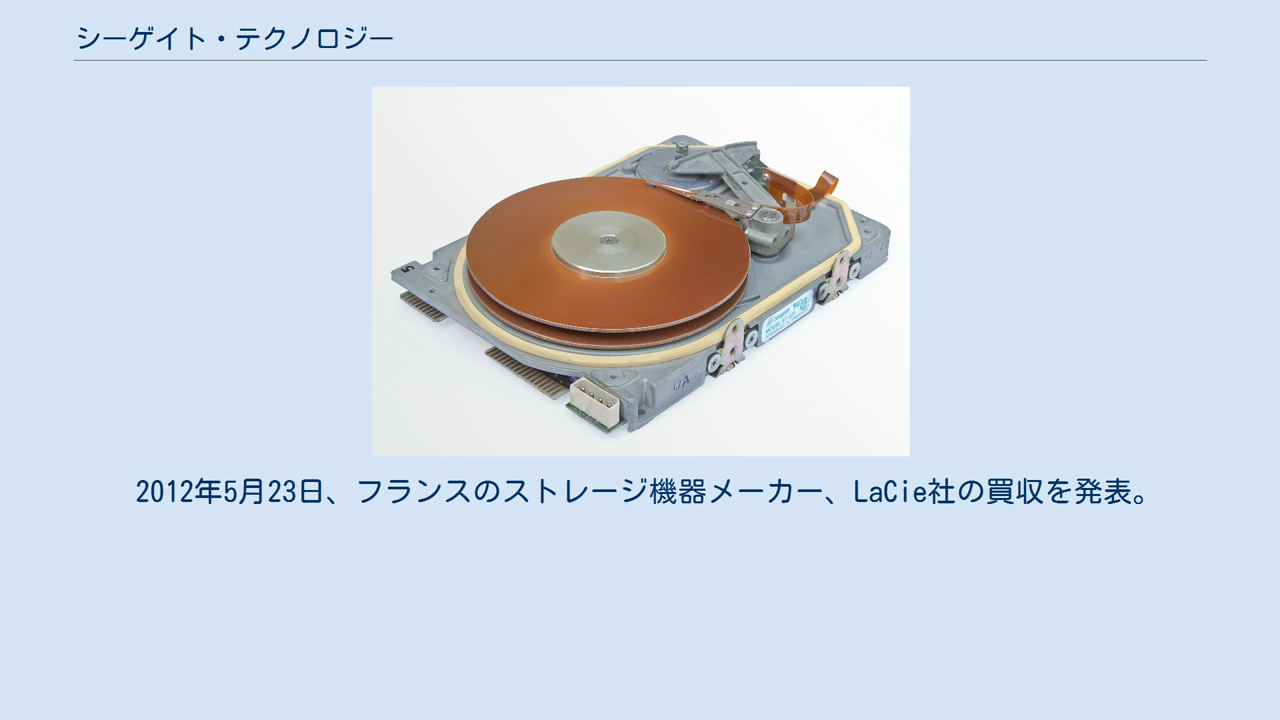 シーゲイト・テクノロジー
2012年5月23日、フランスのストレージ機器メーカー、LaCie社の買収を発表。